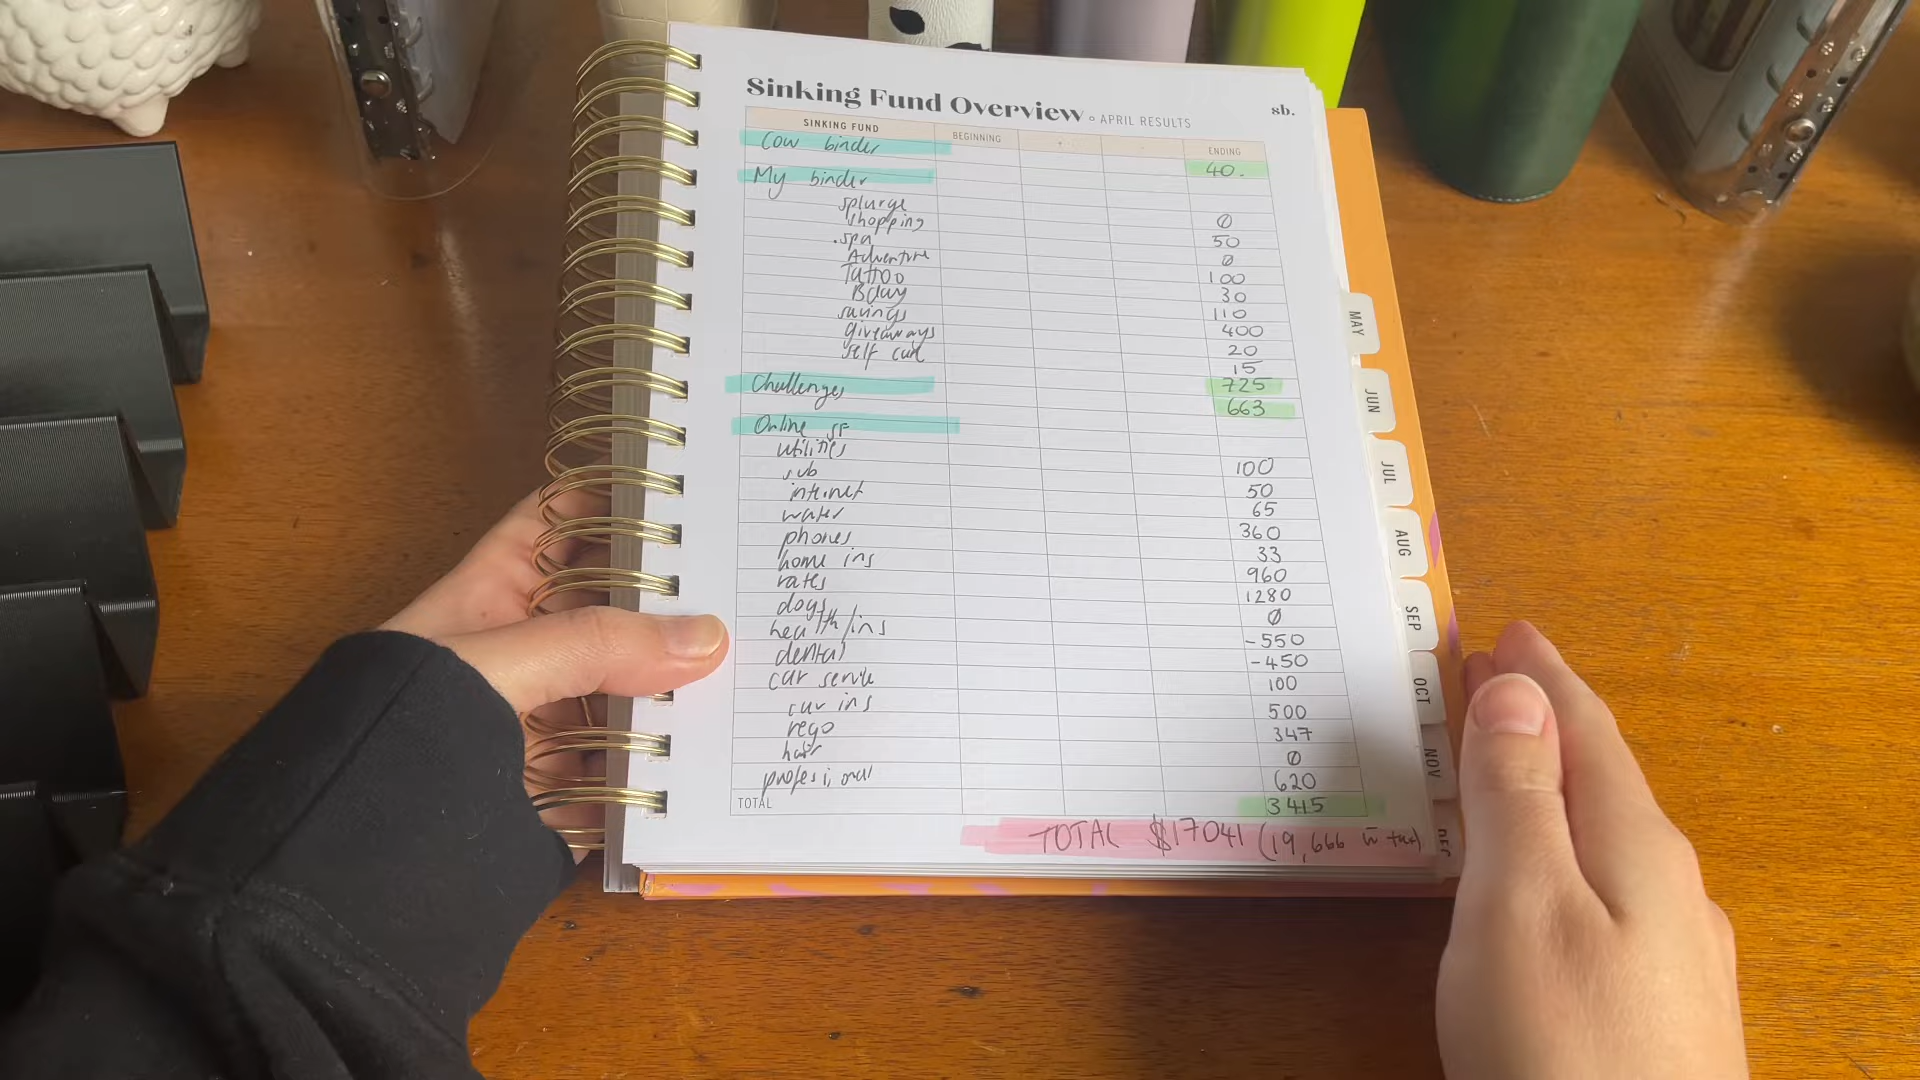 Sinking Fund Overview • APRIL RESULTS sb.
SINKING FUND BEGINNING + - ENDING
Cow binder 40.
My binder
splurge 0
shopping 50
spa 0
Adventure 100
Tattoo 30
Bday 110
savings 400
giveaways 20
self care 15
725
Challenges 663
Online SF
utilities 100
sub 50
internet 65
water 360
phones 33
home ins 960
rates 1280
dogs 0
health/ins -550
dental -450
car servie 100
car ins 500
rego 347
hair 0
profesional 620
TOTAL 3415
TOTAL $17041 (19,666 w tax)
MAY
JUN
JUL
AUG
SEP
OCT
NOV
DEC